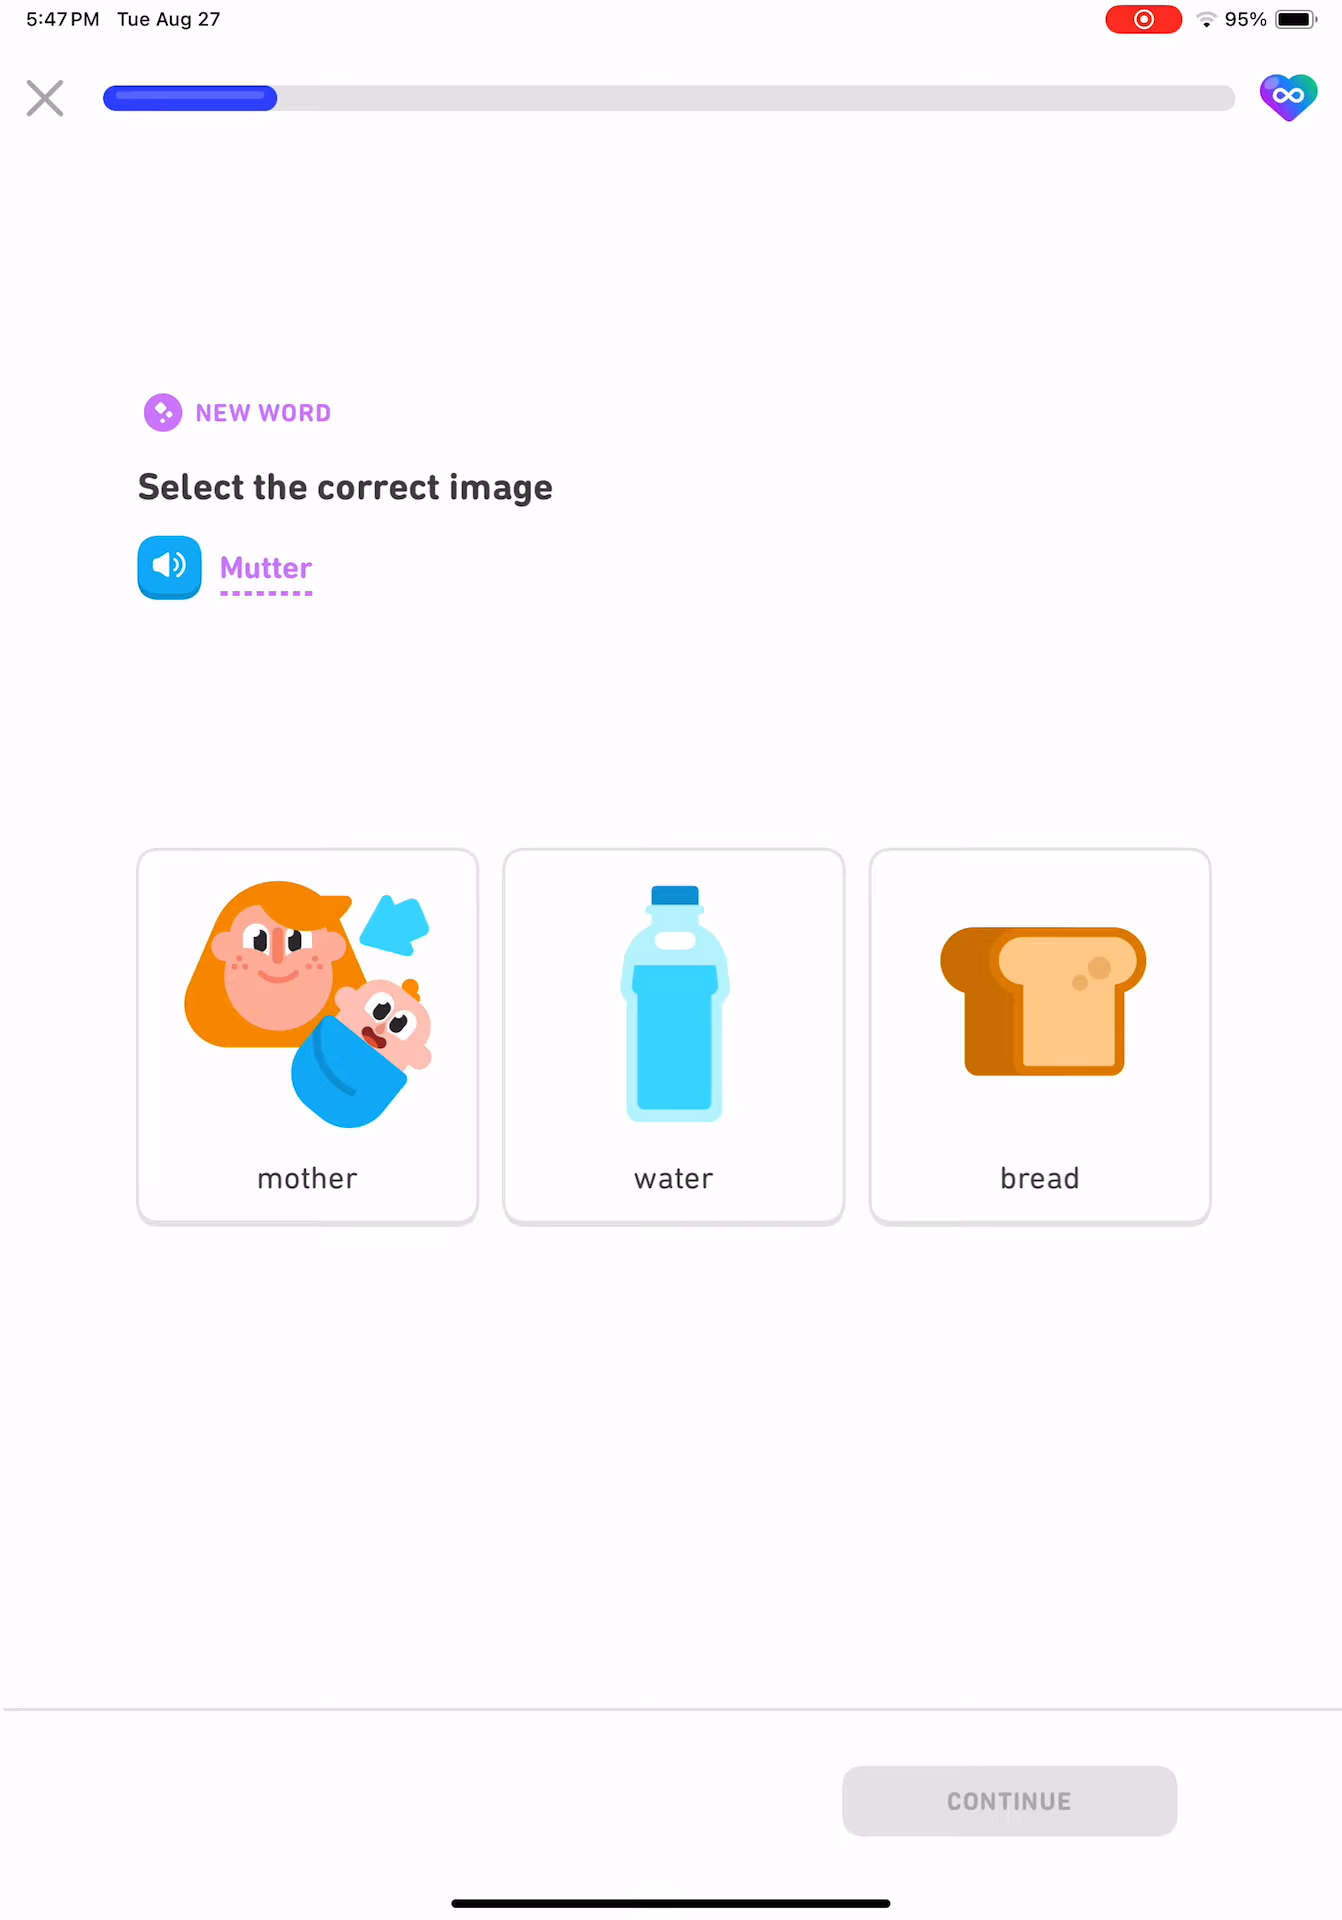 5:47 PM Tue Aug 27
95%
NEW WORD
Select the correct image
Mutter
mother
water
bread
CONTINUE